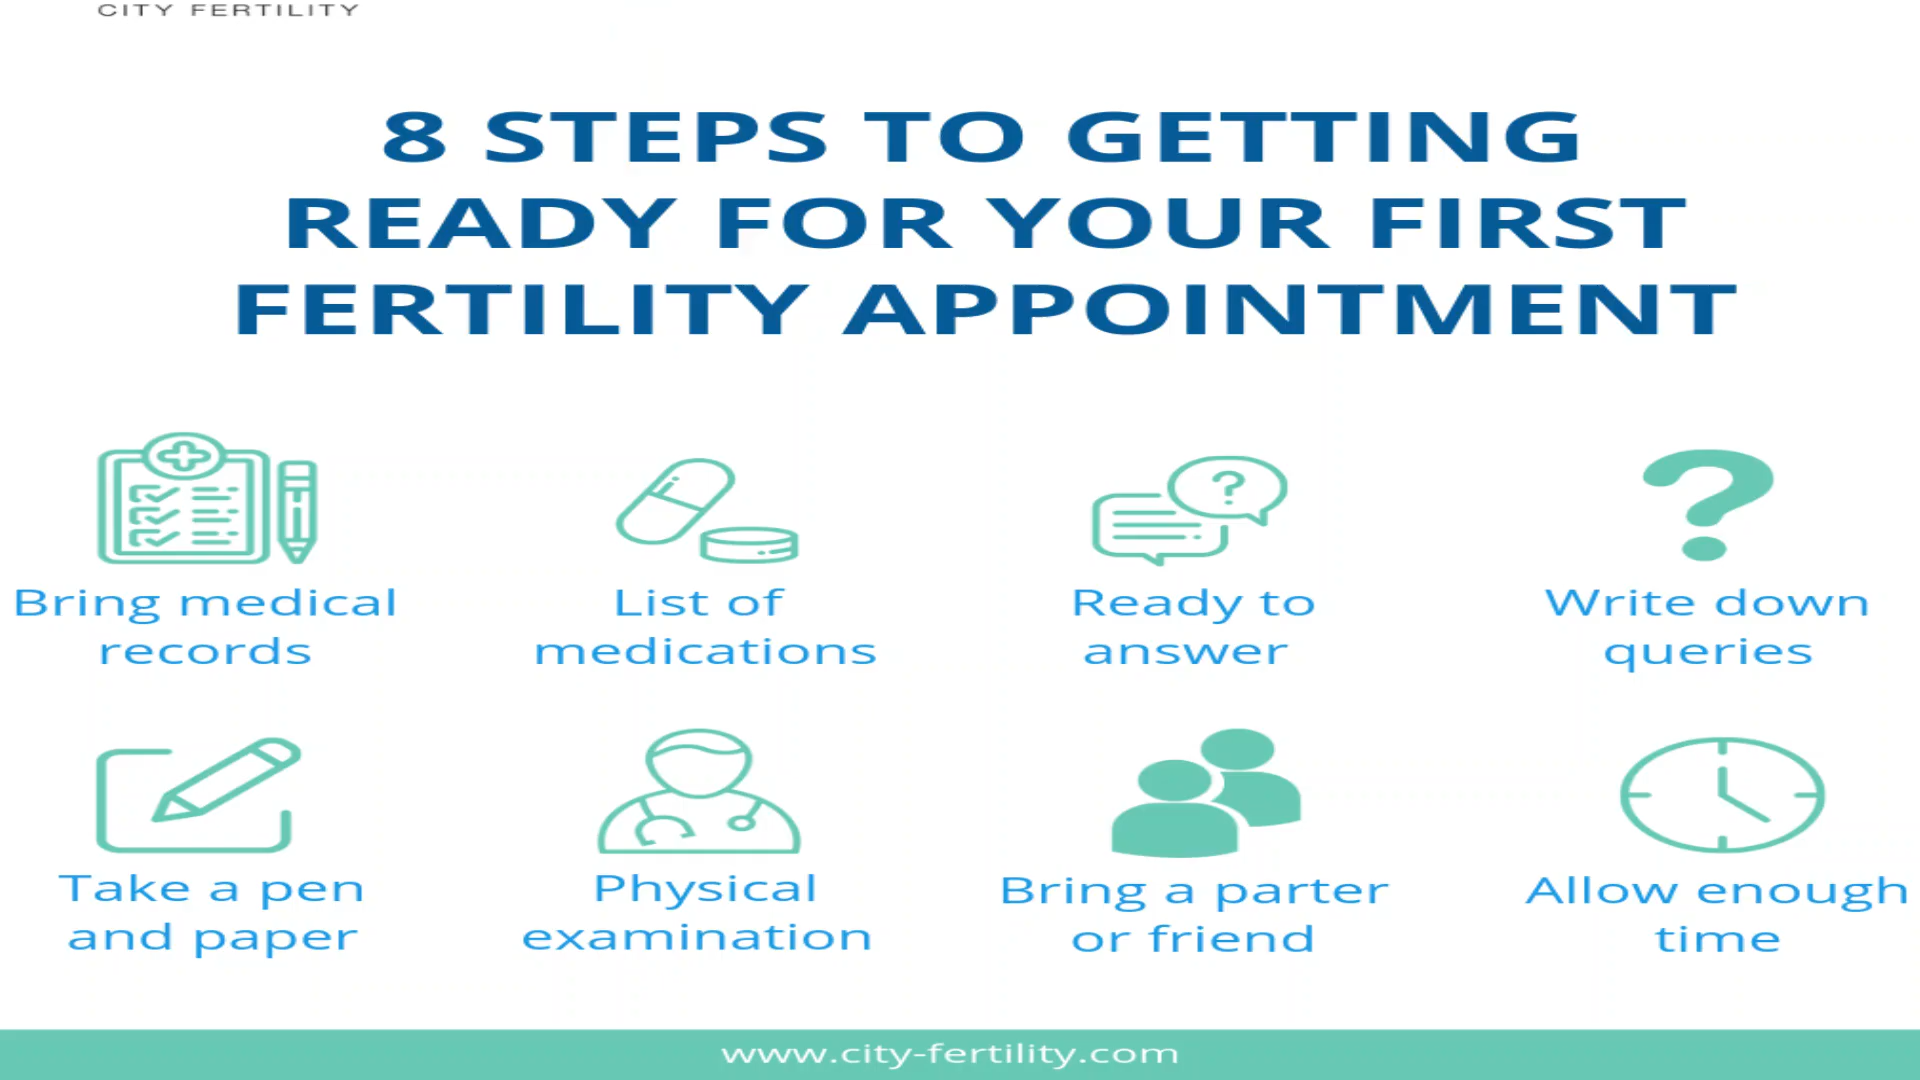 CITY FERTILITY
8 STEPS TO GETTING
READY FOR YOUR FIRST
FERTILITY APPOINTMENT
Bring medical
records
List of
medications
Ready to
answer
?
Write down
queries
Take a pen
and paper
Physical
examination
Bring a parter
or friend
Allow enough
time
www.city-fertility.com